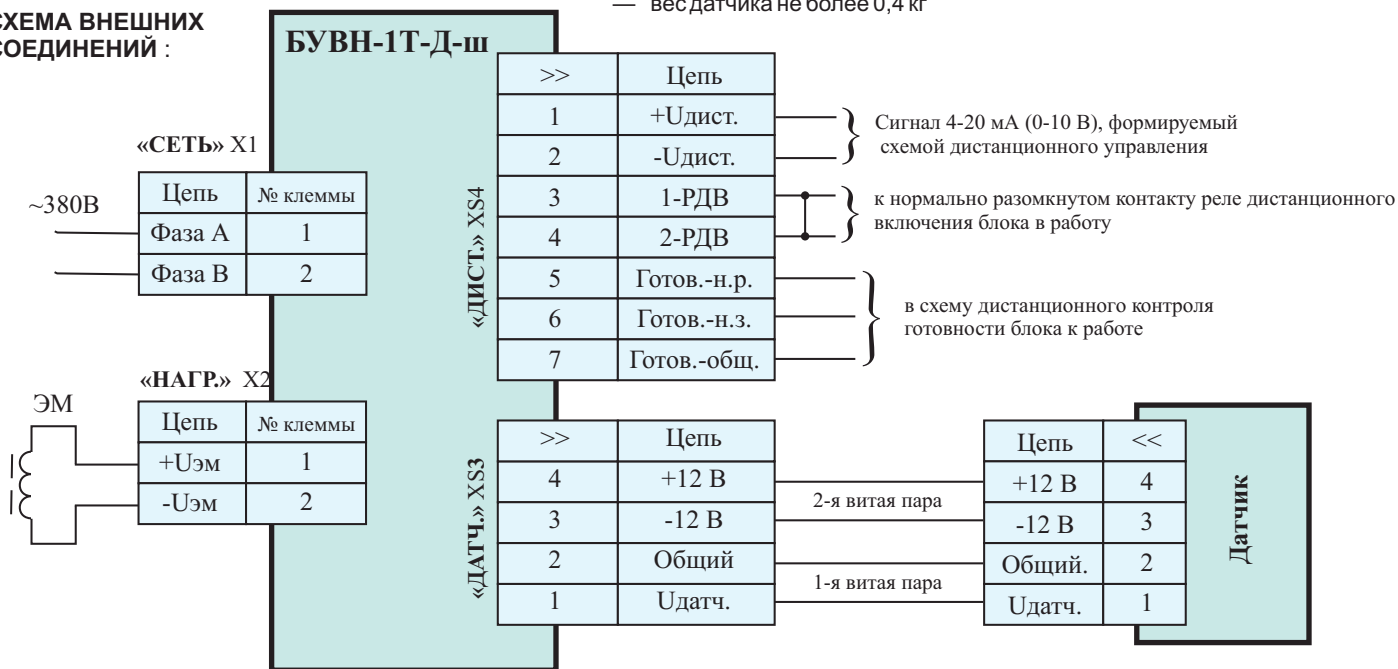 — вес датчика не более 0,4 кг
СХЕМА ВНЕШНИХ
СОЕДИНЕНИЙ :
БУВН-1Т-Д-ш
«СЕТЬ» X1
~380В
Цепь № клеммы
Фаза А 1
Фаза В 2
«НАГР.» X2
ЭМ
Цепь № клеммы
+Uэм 1
-Uэм 2
«ДИСТ.» XS4
>> Цепь
1 +Uдист.
2 -Uдист.
3 1-РДВ
4 2-РДВ
5 Готов.-н.р.
6 Готов.-н.з.
7 Готов.-общ.
Сигнал 4-20 мА (0-10 В), формируемый
схемой дистанционного управления
к нормально разомкнутом контакту реле дистанционного
включения блока в работу
в схему дистанционного контроля
готовности блока к работе
«ДАТЧ.» XS3
>> Цепь
4 +12 В
3 -12 В
2 Общий
1 Uдатч.
2-я витая пара
1-я витая пара
Цепь <<
+12 В 4
-12 В 3
Общий. 2
Uдатч. 1
Датчик